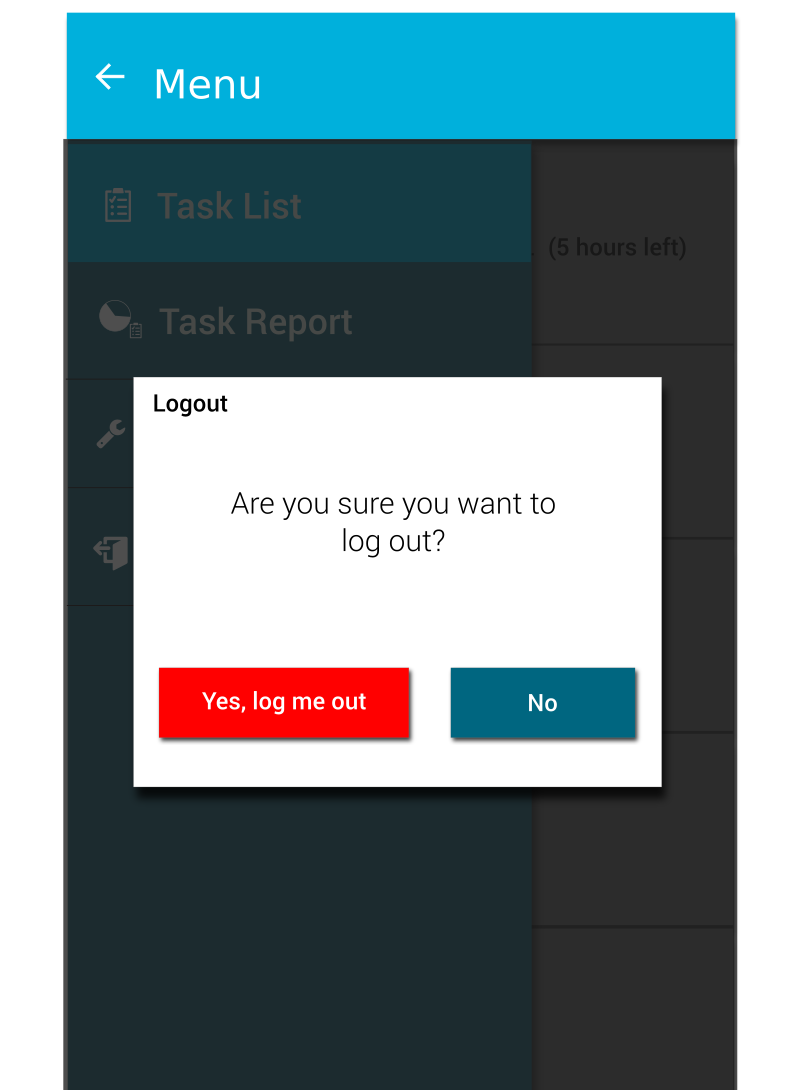 Menu
Task List
(5 hours left)
Task Report
Logout
Are you sure you want to
log out?
Yes, log me out
No